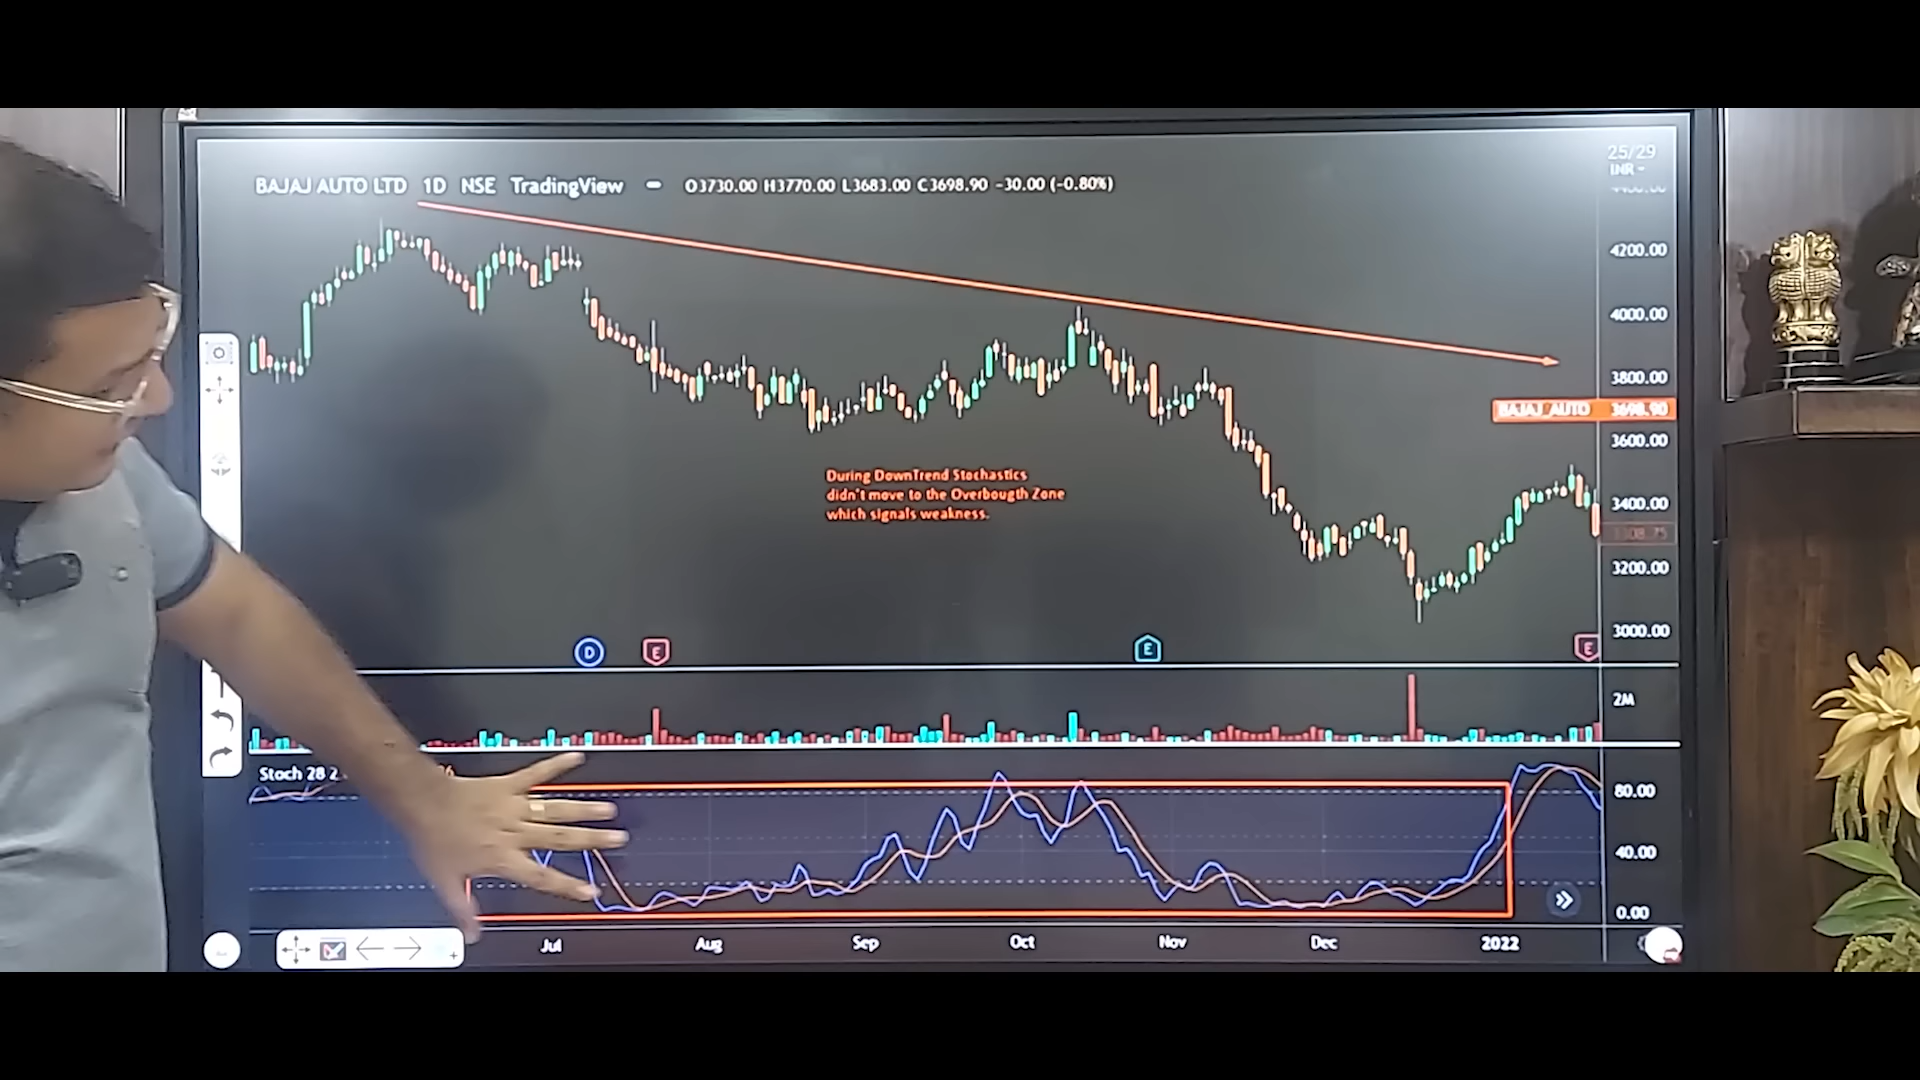 25/29
BAJAJ AUTO LTD 1D NSE TradingView - O3730.00 H3770.00 L3683.00 C3698.90 -30.00 (-0.80%)
INR
4400.00
4200.00
4000.00
3800.00
BAJAJ_AUTO 3698.90
3600.00
During DownTrend Stochastics
didn't move to the Overbougth Zone
which signals weakness.
3400.00
3200.00
3000.00
D E E E
2M
Stoch 28
80.00
40.00
0.00
Jul Aug Sep Oct Nov Dec 2022